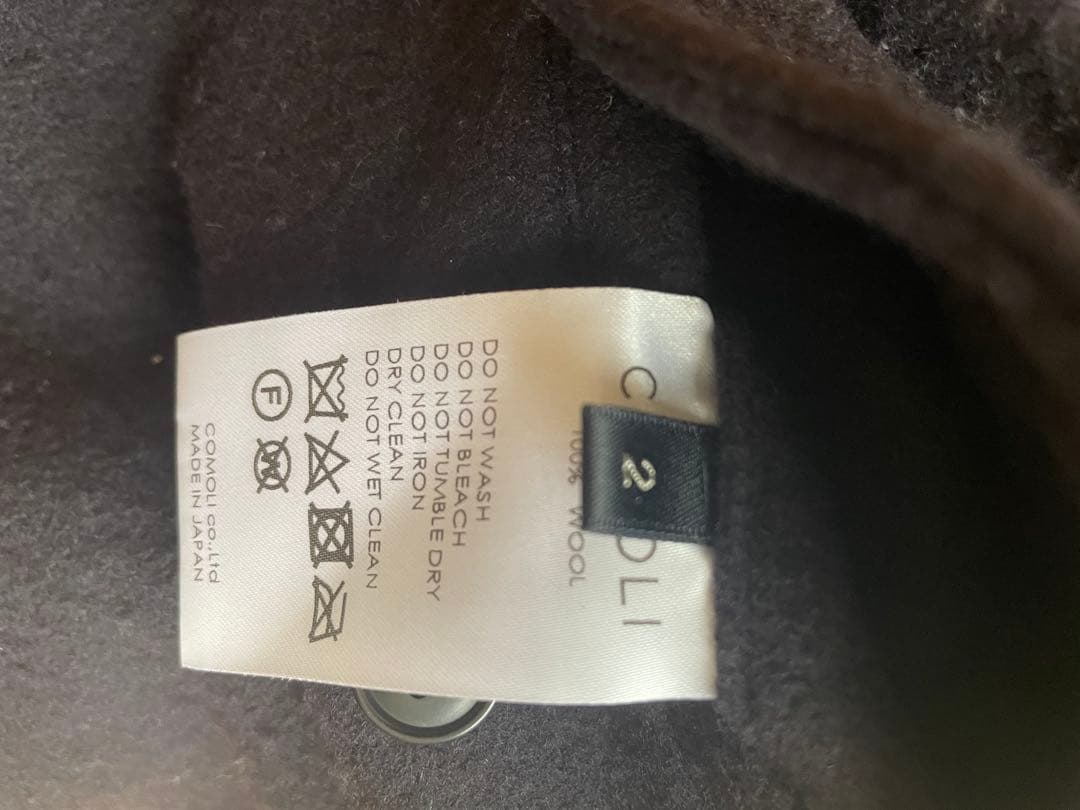 2
100% WOOL
DO NOT WASH
DO NOT BLEACH
DO NOT TUMBLE DRY
DO NOT IRON
DRY CLEAN
DO NOT WET CLEAN
F W
COMOLI co.,Ltd
MADE IN JAPAN